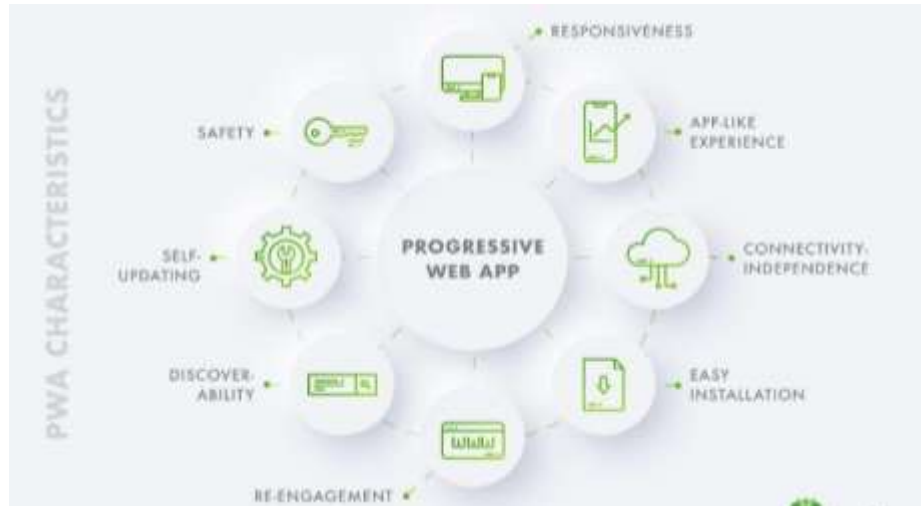 PWA CHARACTERISTICS
RESPONSIVENESS
SAFETY
APP-LIKE
EXPERIENCE
PROGRESSIVE
WEB APP
SELF-
UPDATING
CONNECTIVITY-
INDEPENDENCE
DISCOVER-
ABILITY
EASY
INSTALLATION
WWW
RE-ENGAGEMENT